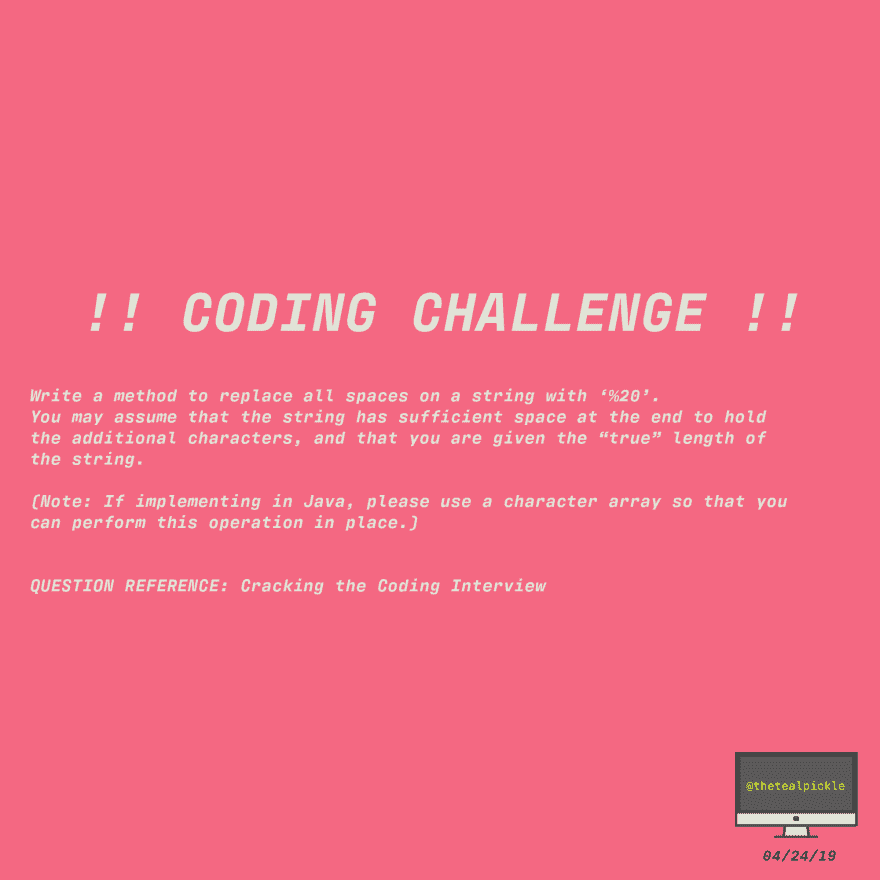 !! CODING CHALLENGE !!
Write a method to replace all spaces on a string with ‘%20’.
You may assume that the string has sufficient space at the end to hold
the additional characters, and that you are given the “true” length of
the string.
(Note: If implementing in Java, please use a character array so that you
can perform this operation in place.)
QUESTION REFERENCE: Cracking the Coding Interview
@thetealpickle
04/24/19